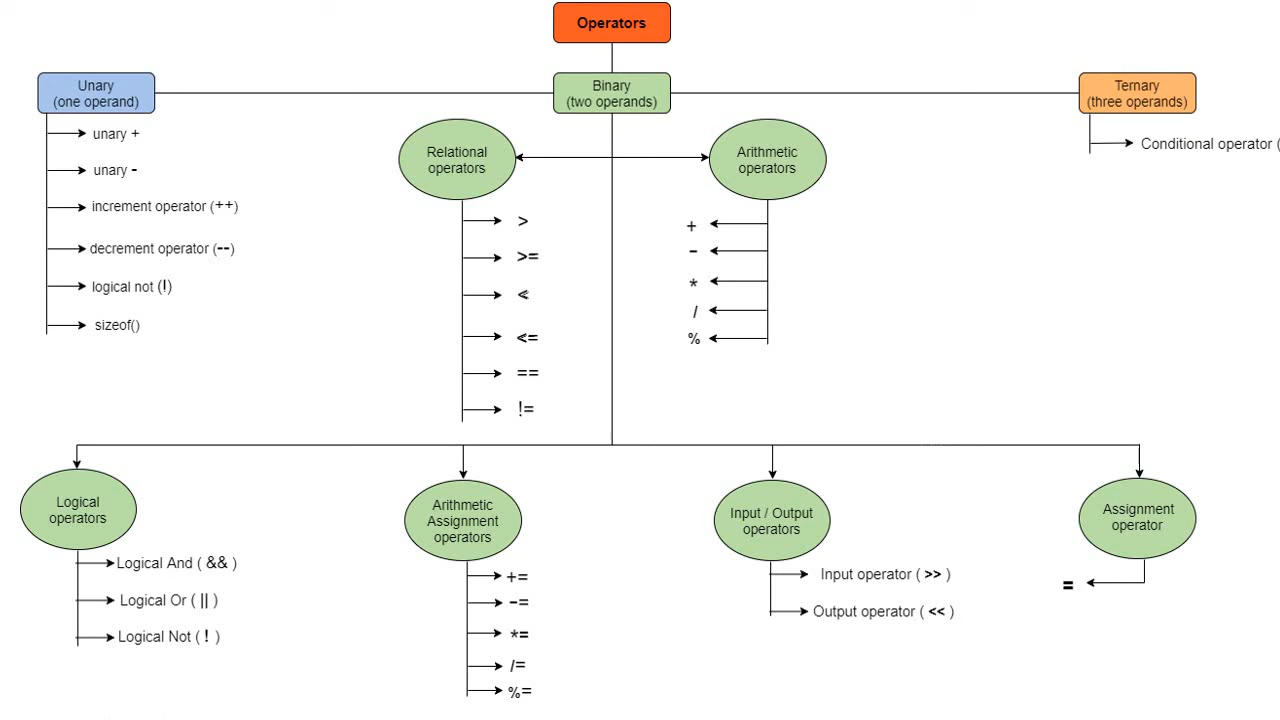 Operators
Unary
(one operand)
Binary
(two operands)
Ternary
(three operands)
unary +
unary -
increment operator (++)
decrement operator (--)
logical not (!)
sizeof()
Relational
operators
>
>=
<
<=
==
!=
Arithmetic
operators
+
-
*
/
%
Conditional operator (
Logical
operators
Logical And ( && )
Logical Or ( || )
Logical Not ( ! )
Arithmetic
Assignment
operators
+=
-=
*=
/=
%=
Input / Output
operators
Input operator ( >> )
Output operator ( << )
Assignment
operator
=